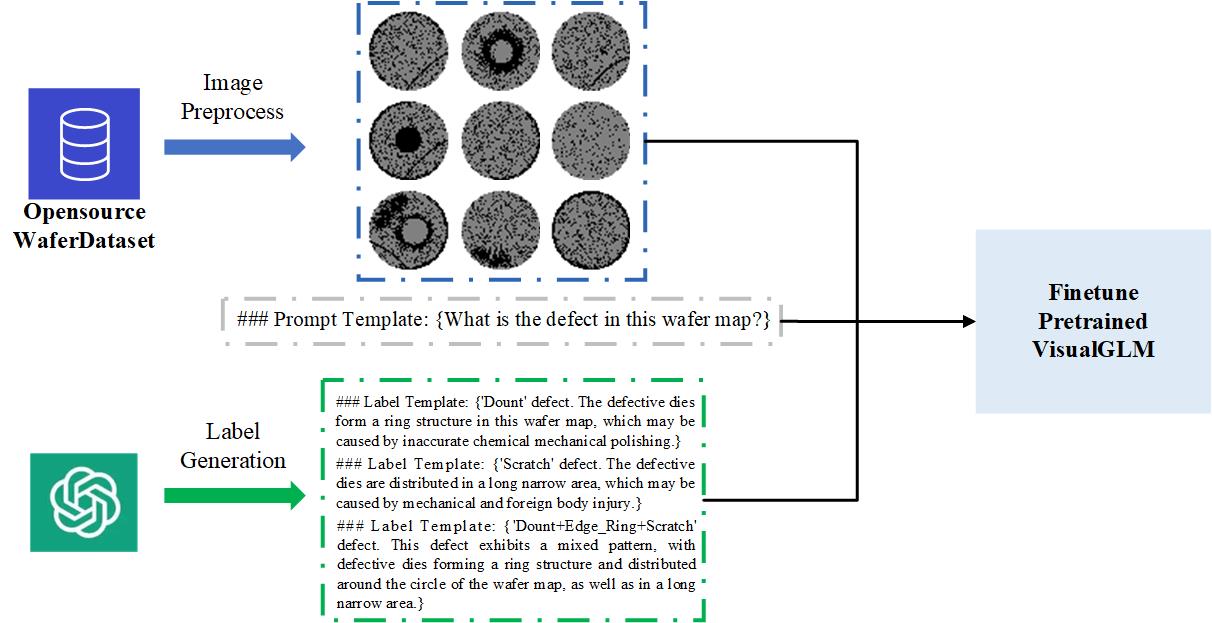 Image
Preprocess
Opensource
WaferDataset
### Prompt Template: {What is the defect in this wafer map?}
Finetune
Pretrained
VisualGLM
Label
Generation
### Label Template: {'Dount' defect. The defective dies
form a ring structure in this wafer map, which may be
caused by inaccurate chemical mechanical polishing.}
### Label Template: {'Scratch' defect. The defective
dies are distributed in a long narrow area, which may be
caused by mechanical and foreign body injury.}
### Label Template: {'Dount+Edge_Ring+Scratch'
defect. This defect exhibits a mixed pattern, with
defective dies forming a ring structure and distributed
around the circle of the wafer map, as well as in a long
narrow area.}